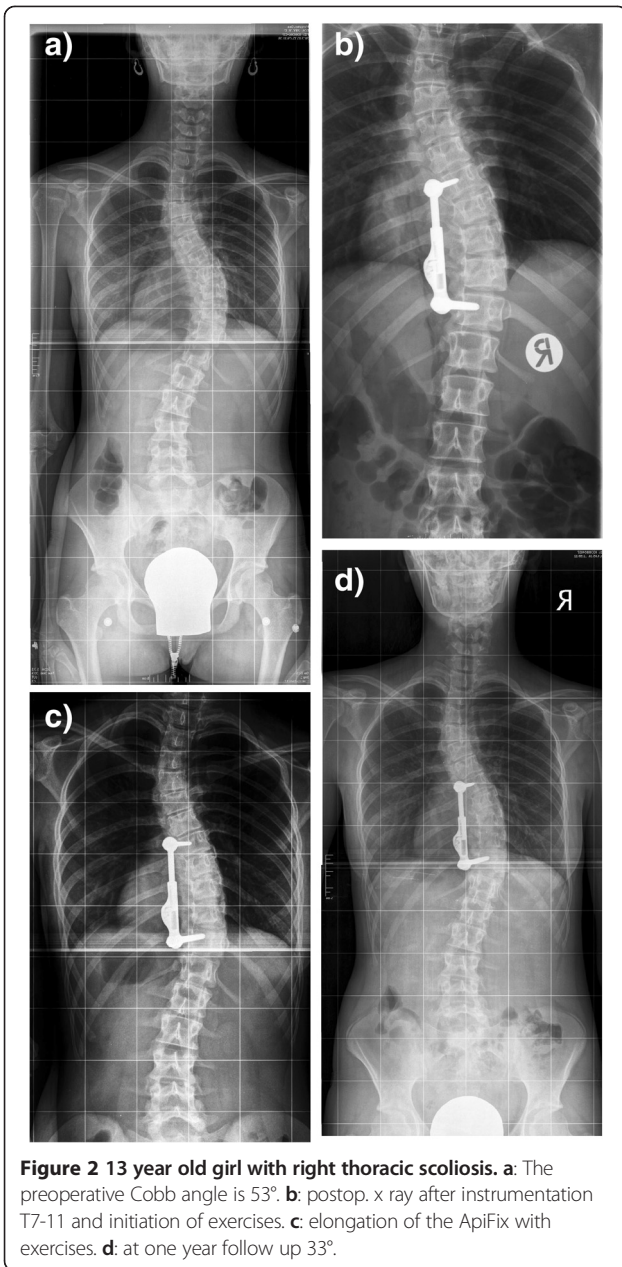 a)
b)
R
d)
R
c)
Figure 2 13 year old girl with right thoracic scoliosis. a: The
preoperative Cobb angle is 53°. b: postop. x ray after instrumentation
T7-11 and initiation of exercises. c: elongation of the ApiFix with
exercises. d: at one year follow up 33°.